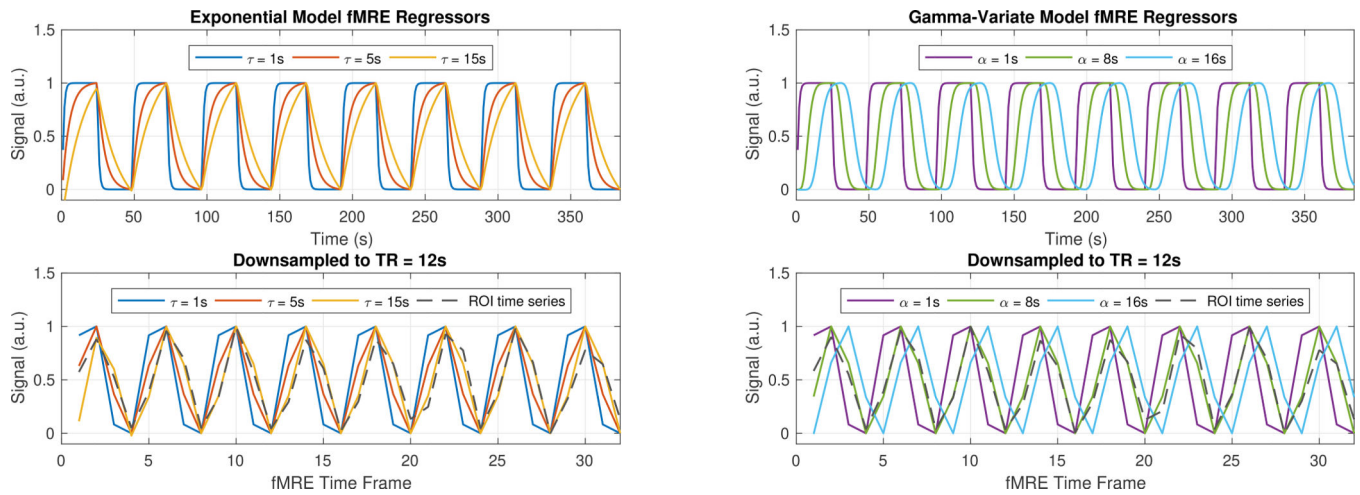 Exponential Model fMRE Regressors
1.5
τ = 1s τ = 5s τ = 15s
1
Signal (a.u.)
0.5
0
0 50 100 150 200 250 300 350
Time (s)
Gamma-Variate Model fMRE Regressors
1.5
α = 1s α = 8s α = 16s
1
Signal (a.u.)
0.5
0
0 50 100 150 200 250 300 350
Time (s)
Downsampled to TR = 12s
1.5
τ = 1s τ = 5s τ = 15s ROI time series
1
Signal (a.u.)
0.5
0
0 5 10 15 20 25 30
fMRE Time Frame
Downsampled to TR = 12s
1.5
α = 1s α = 8s α = 16s ROI time series
1
Signal (a.u.)
0.5
0
0 5 10 15 20 25 30
fMRE Time Frame